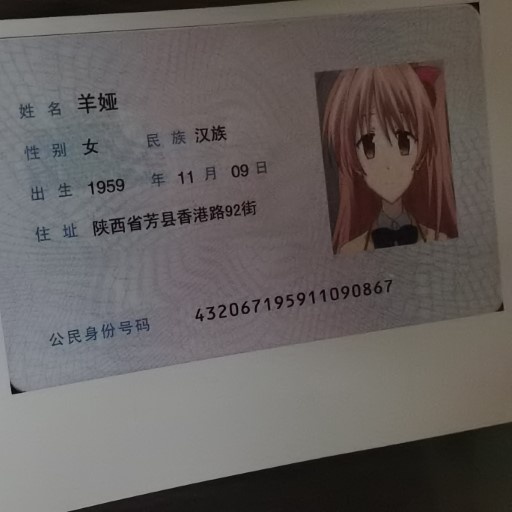 姓名 羊娅
性别 女 民族 汉族
出生 1959 年 11 月 09 日
住址 陕西省芳县香港路92街
公民身份号码 432067195911090867